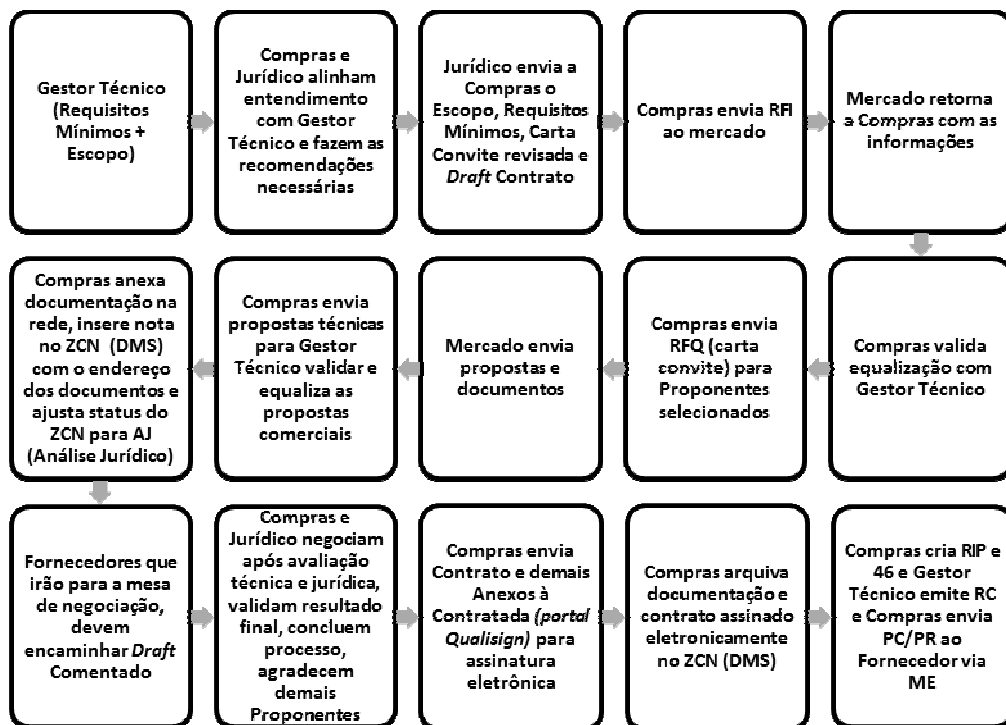 Gestor Técnico
(Requisitos
Mínimos +
Escopo)
Compras e
Jurídico alinham
entendimento
com Gestor
Técnico e fazem as
recomendações
necessárias
Jurídico envia a
Compras o
Escopo, Requisitos
Mínimos, Carta
Convite revisada e
Draft Contrato
Compras envia RFI
ao mercado
Mercado retorna
a Compras com as
informações
Compras valida
equalização com
Gestor Técnico
Compras envia
RFQ (carta
convite) para
Proponentes
selecionados
Mercado envia
propostas e
documentos
Compras envia
propostas técnicas
para Gestor
Técnico validar e
equaliza as
propostas
comerciais
Compras anexa
documentação na
rede, insere nota
no ZCN (DMS)
com o endereço
dos documentos e
ajusta status do
ZCN para AJ
(Análise Jurídico)
Fornecedores que
irão para a mesa
de negociação,
devem
encaminhar Draft
Comentado
Compras e
Jurídico negociam
após avaliação
técnica e jurídica,
validam resultado
final, concluem
processo,
agradecem
demais
Proponentes
Compras envia
Contrato e demais
Anexos à
Contratada (portal
Qualisign) para
assinatura
eletrônica
Compras arquiva
documentação e
contrato assinado
eletronicamente
no ZCN (DMS)
Compras cria RIP e
46 e Gestor
Técnico emite RC
e Compras envia
PC/PR ao
Fornecedor via
ME